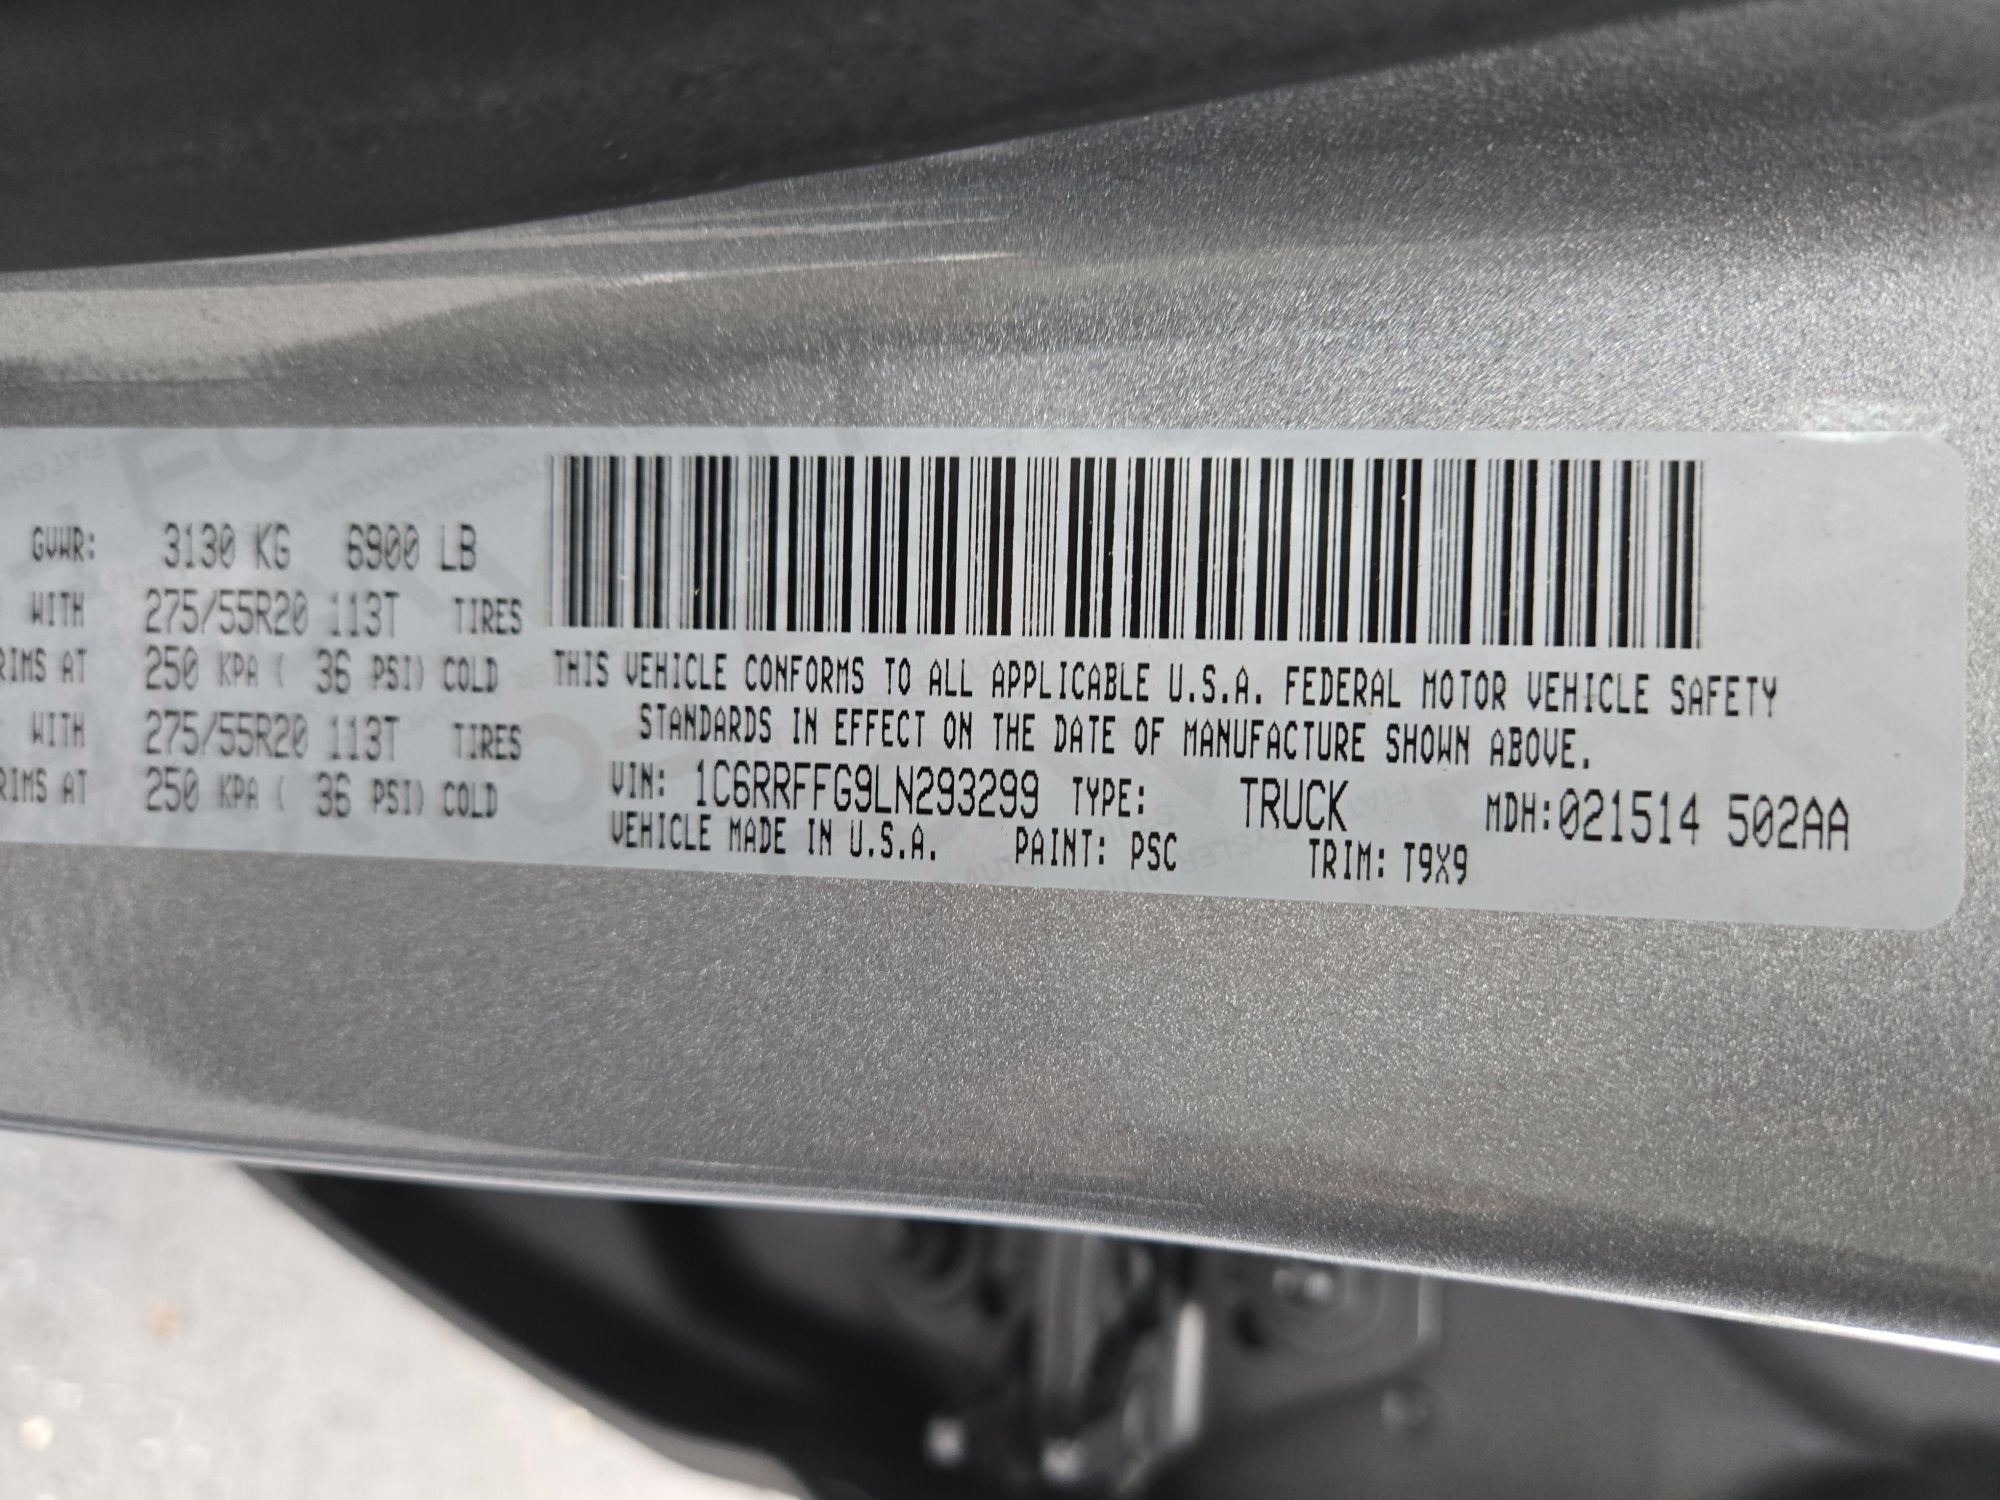 GVWR: 3130 KG 6900 LB
WITH 275/55R20 113T TIRES
RIMS AT 250 KPA ( 36 PSI) COLD
WITH 275/55R20 113T TIRES
RIMS AT 250 KPA ( 36 PSI) COLD
THIS VEHICLE CONFORMS TO ALL APPLICABLE U.S.A. FEDERAL MOTOR VEHICLE SAFETY
STANDARDS IN EFFECT ON THE DATE OF MANUFACTURE SHOWN ABOVE.
VIN: 1C6RRFFG9LN293299 TYPE: TRUCK MDH:021514 502AA
VEHICLE MADE IN U.S.A. PAINT: PSC TRIM: T9X9